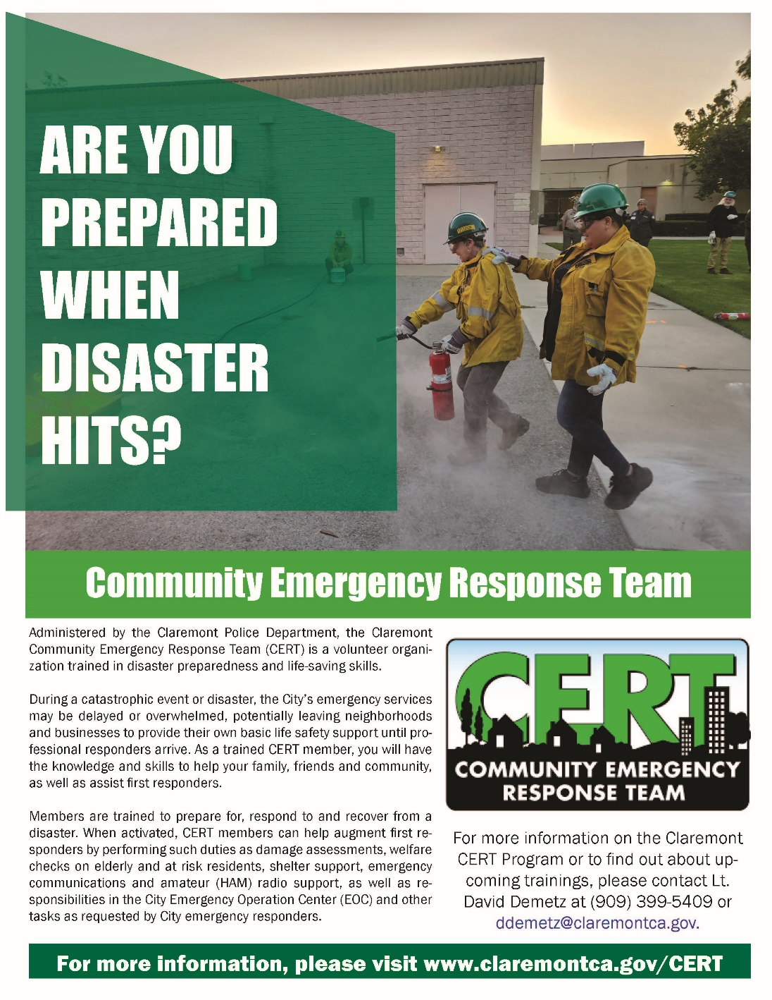 ARE YOU
PREPARED
WHEN
DISASTER
HITS?
Community Emergency Response Team
Administered by the Claremont Police Department, the Claremont
Community Emergency Response Team (CERT) is a volunteer organi-
zation trained in disaster preparedness and life-saving skills.
During a catastrophic event or disaster, the City's emergency services
may be delayed or overwhelmed, potentially leaving neighborhoods
and businesses to provide their own basic life safety support until pro-
fessional responders arrive. As a trained CERT member, you will have
the knowledge and skills to help your family, friends and community,
as well as assist first responders.
Members are trained to prepare for, respond to and recover from a
disaster. When activated, CERT members can help augment first re-
sponders by performing such duties as damage assessments, welfare
checks on elderly and at risk residents, shelter support, emergency
communications and amateur (HAM) radio support, as well as re-
sponsibilities in the City Emergency Operation Center (EOC) and other
tasks as requested by City emergency responders.
CERT
COMMUNITY EMERGENCY
RESPONSE TEAM
For more information on the Claremont
CERT Program or to find out about up-
coming trainings, please contact Lt.
David Demetz at (909) 399-5409 or
ddemetz@claremontca.gov.
For more information, please visit www.claremontca.gov/CERT